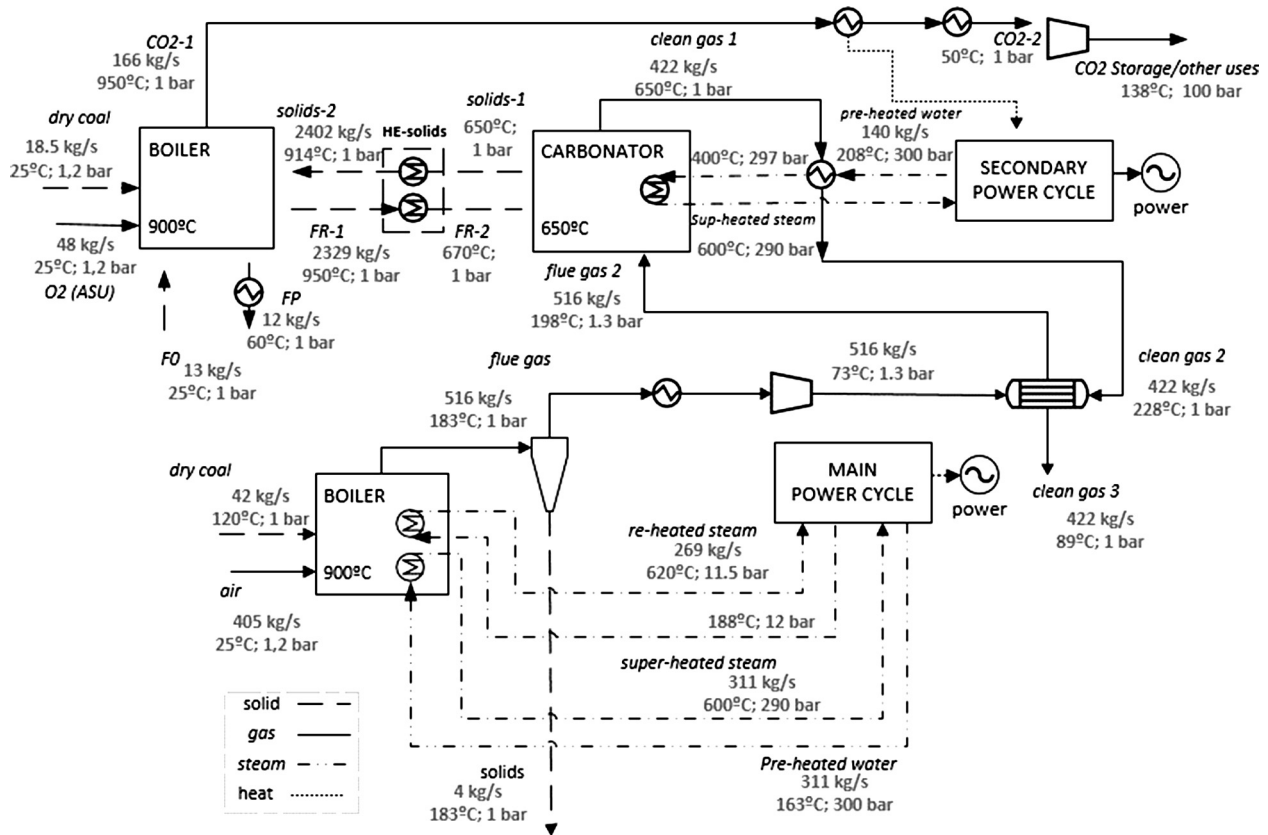 CO2-1
166 kg/s
950ºC; 1 bar
clean gas 1
422 kg/s
650ºC; 1 bar
CO2-2
50ºC; 1 bar
CO2 Storage/other uses
138ºC; 100 bar
dry coal
18.5 kg/s
25ºC; 1,2 bar
BOILER
900ºC
48 kg/s
25ºC; 1,2 bar
O2 (ASU)
solids-2
2402 kg/s
914ºC; 1 bar
HE-solids
solids-1
650ºC;
1 bar
FR-1
2329 kg/s
950ºC; 1 bar
FR-2
670ºC;
1 bar
CARBONATOR
650ºC
400ºC; 297 bar
pre-heated water
140 kg/s
208ºC; 300 bar
Sup-heated steam
600ºC; 290 bar
SECONDARY
POWER CYCLE
power
F0
13 kg/s
25ºC; 1 bar
FP
12 kg/s
60ºC; 1 bar
flue gas 2
516 kg/s
198ºC; 1.3 bar
flue gas
516 kg/s
183ºC; 1 bar
516 kg/s
73ºC; 1.3 bar
clean gas 2
422 kg/s
228ºC; 1 bar
clean gas 3
422 kg/s
89ºC; 1 bar
dry coal
42 kg/s
120ºC; 1 bar
BOILER
900ºC
air
405 kg/s
25ºC; 1,2 bar
MAIN
POWER CYCLE
power
re-heated steam
269 kg/s
620ºC; 11.5 bar
188ºC; 12 bar
super-heated steam
311 kg/s
600ºC; 290 bar
Pre-heated water
311 kg/s
163ºC; 300 bar
solids
4 kg/s
183ºC; 1 bar
solid
gas
steam
heat